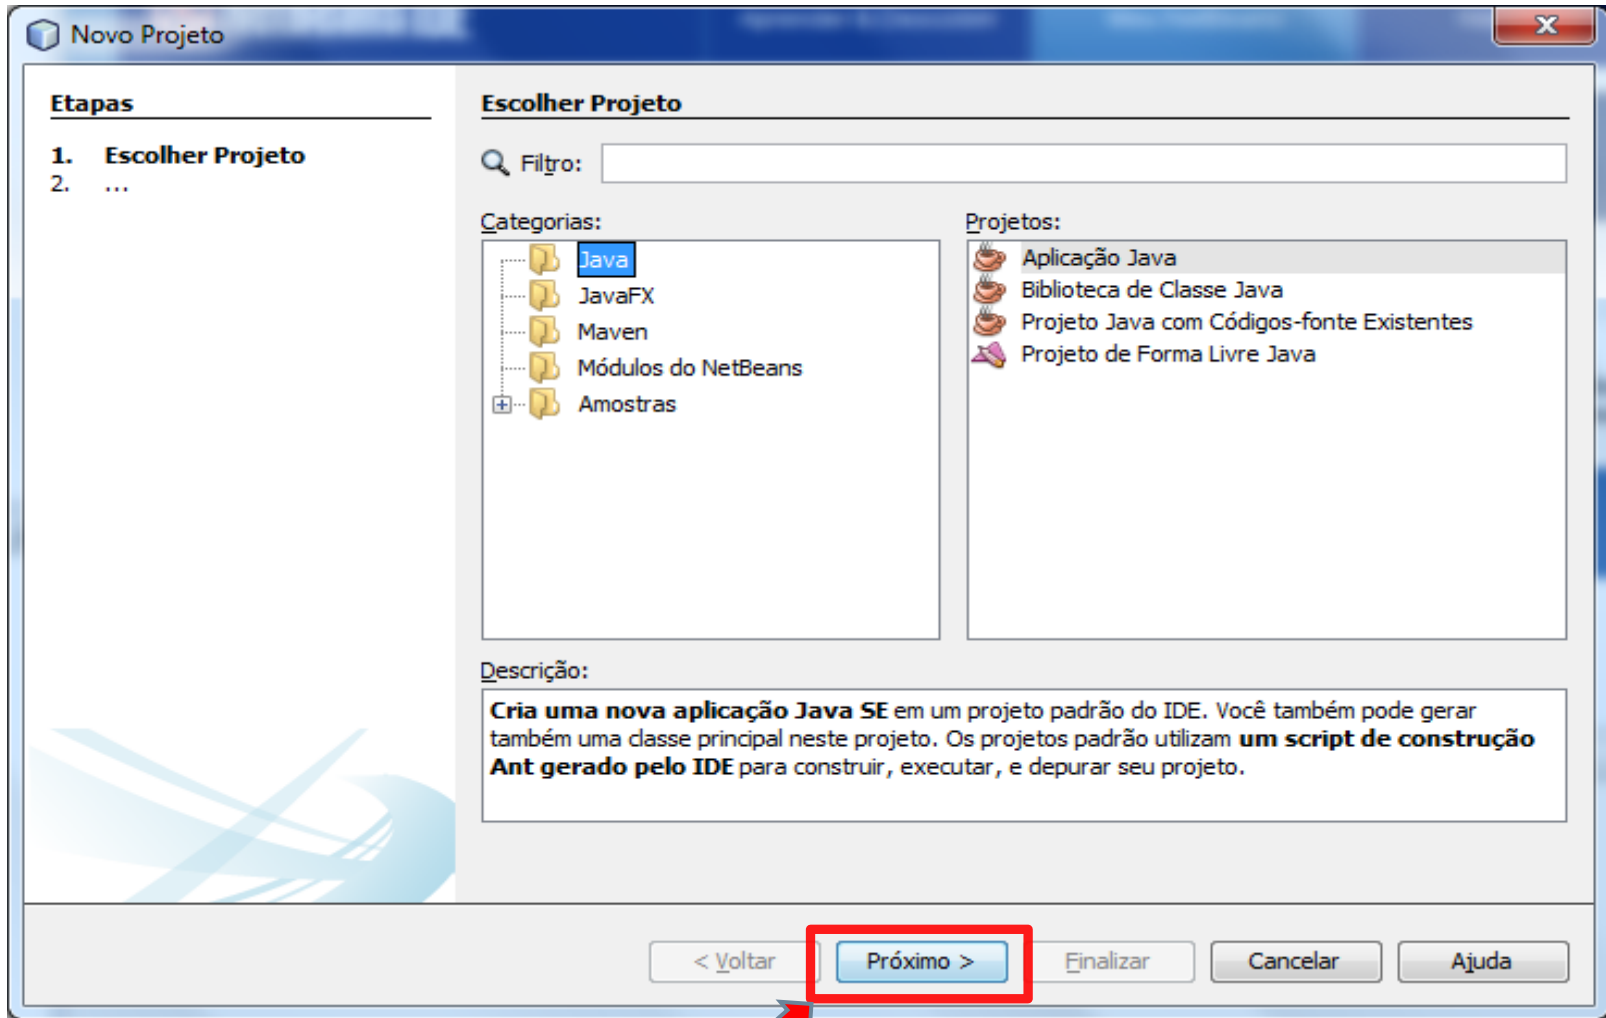 Novo Projeto
Etapas
1. Escolher Projeto
2. ...
Escolher Projeto
Filtro:
Categorias:
Java
JavaFX
Maven
Módulos do NetBeans
Amostras
Projetos:
Aplicação Java
Biblioteca de Classe Java
Projeto Java com Códigos-fonte Existentes
Projeto de Forma Livre Java
Descrição:
Cria uma nova aplicação Java SE em um projeto padrão do IDE. Você também pode gerar
também uma classe principal neste projeto. Os projetos padrão utilizam um script de construção
Ant gerado pelo IDE para construir, executar, e depurar seu projeto.
< Voltar
Próximo >
Finalizar
Cancelar
Ajuda